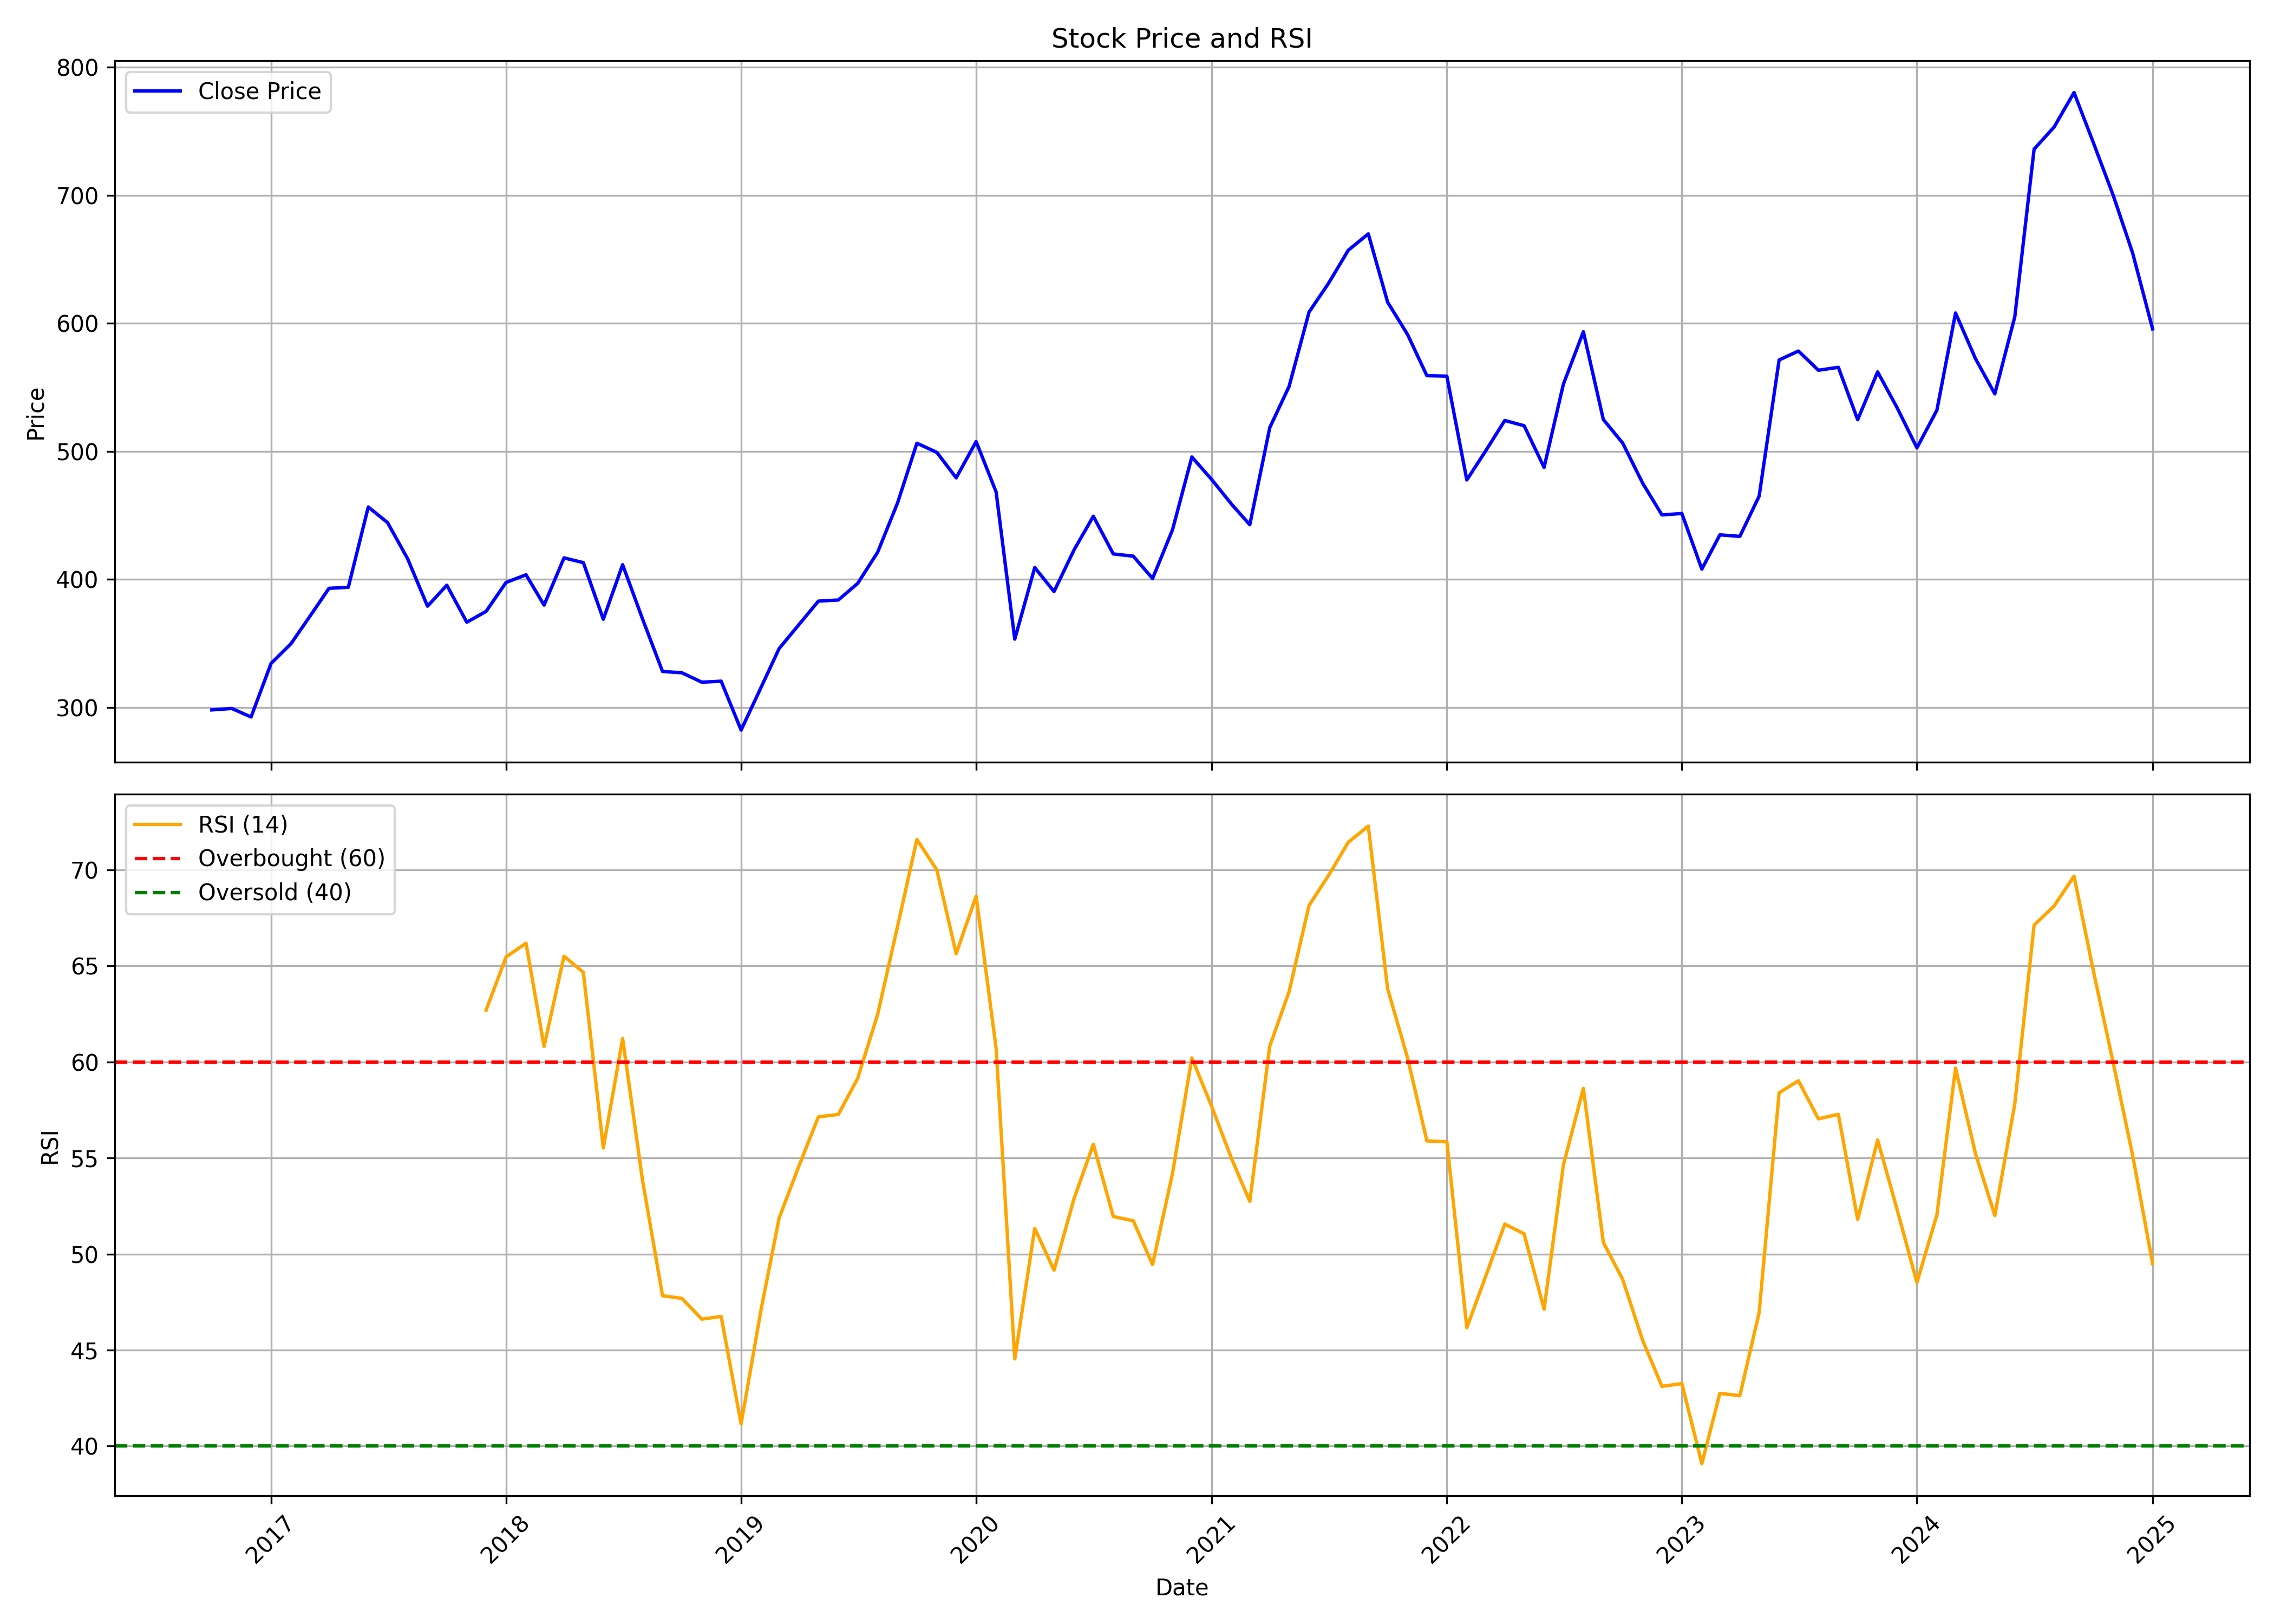 Stock Price and RSI
Close Price
800
700
600
500
400
300
Price
RSI (14)
Overbought (60)
Oversold (40)
70
65
60
55
50
45
40
RSI
2017
2018
2019
2020
2021
2022
2023
2024
2025
Date